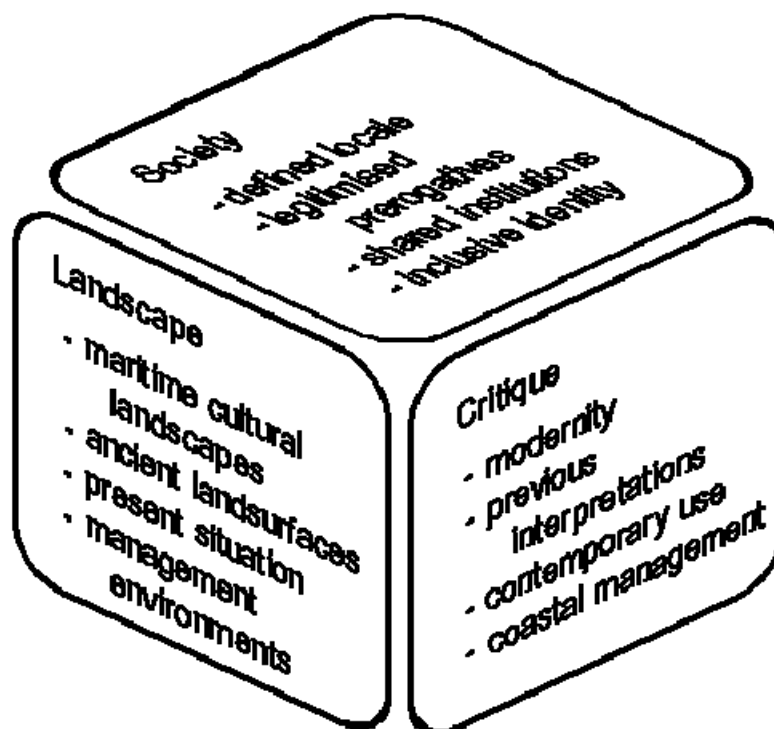 Society
- defined locale
- legitimised
prerogatives
- shared institutions
- inclusive identity
Landscape
- maritime cultural
landscapes
- ancient landsurfaces
- present situation
- management
environments
Critique
- modernity
- previous
interpretations
- contemporary use
- coastal management